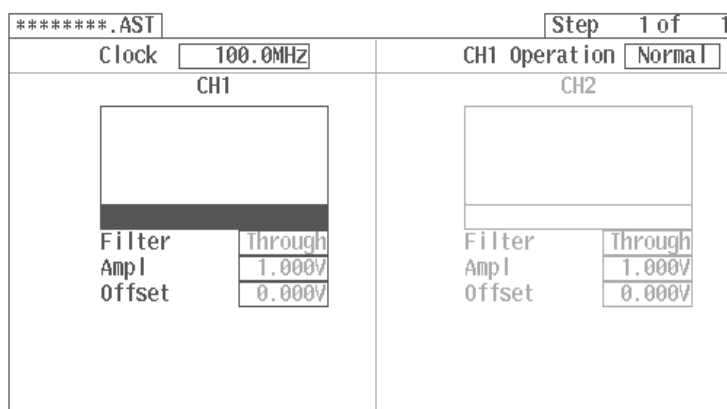 ********.AST Step 1 of 1
Clock 100.0MHz CH1 Operation Normal
CH1 CH2
Filter Through Filter Through
Ampl 1.000V Ampl 1.000V
Offset 0.000V Offset 0.000V